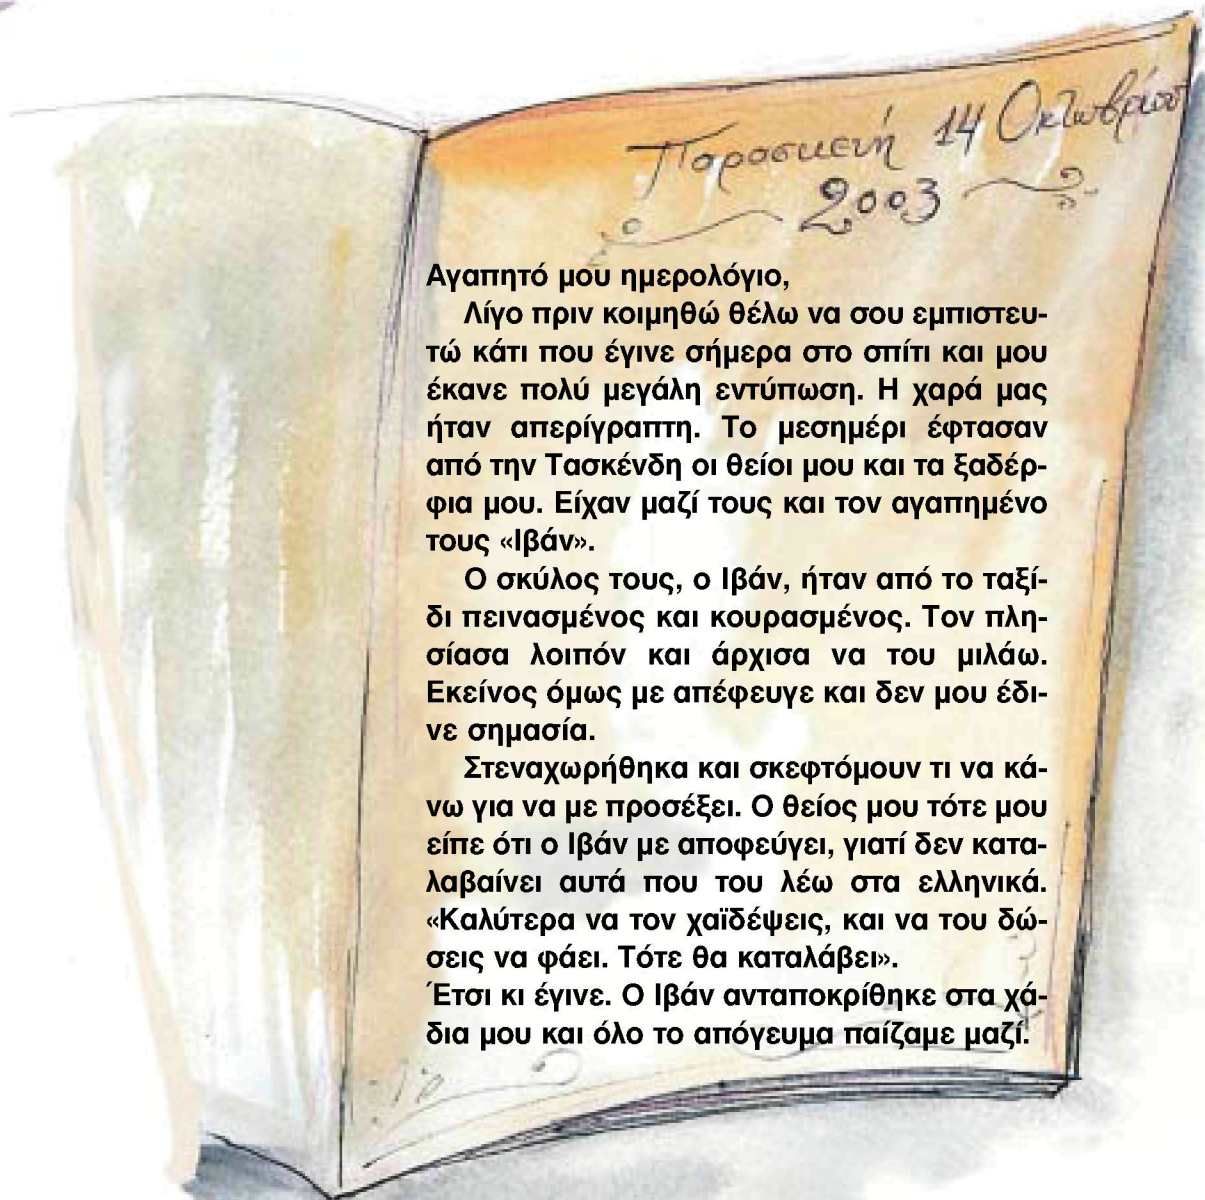 Παρασκευή 14 Οκτωβρίου
2003
Αγαπητό μου ημερολόγιο,
Λίγο πριν κοιμηθώ θέλω να σου εμπιστευ-
τώ κάτι που έγινε σήμερα στο σπίτι και μου
έκανε πολύ μεγάλη εντύπωση. Η χαρά μας
ήταν απερίγραπτη. Το μεσημέρι έφτασαν
από την Τασκένδη οι θείοι μου και τα ξαδέρ-
φια μου. Είχαν μαζί τους και τον αγαπημένο
τους «Ιβάν».
Ο σκύλος τους, ο Ιβάν, ήταν από το ταξί-
δι πεινασμένος και κουρασμένος. Τον πλη-
σίασα λοιπόν και άρχισα να του μιλάω.
Εκείνος όμως με απέφευγε και δεν μου έδι-
νε σημασία.
Στεναχωρήθηκα και σκεφτόμουν τι να κά-
νω για να με προσέξει. Ο θείος μου τότε μου
είπε ότι ο Ιβάν με αποφεύγει, γιατί δεν κατα-
λαβαίνει αυτά που του λέω στα ελληνικά.
«Καλύτερα να τον χαϊδέψεις, και να του δώ-
σεις να φάει. Τότε θα καταλάβει».
Έτσι κι έγινε. Ο Ιβάν ανταποκρίθηκε στα χά-
δια μου και όλο το απόγευμα παίζαμε μαζί.